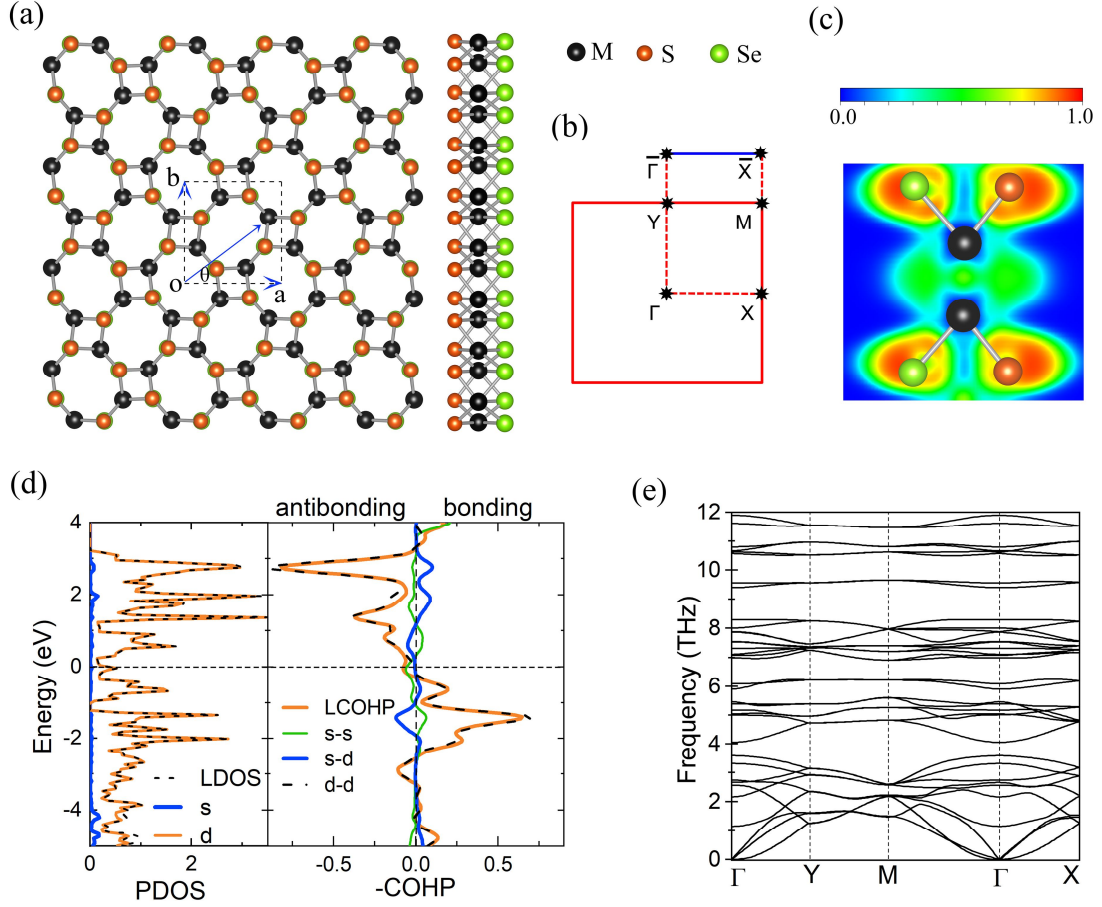 (a)
b
o
θ
a
M
S
Se
(b)
Γ̅
X̅
Y
M
Γ
X
(c)
0.0
1.0
(d)
antibonding
bonding
4
2
0
-2
-4
Energy (eV)
LDOS
s
d
LCOHP
s-s
s-d
d-d
0
2
PDOS
-0.5
0.0
0.5
-COHP
(e)
12
10
8
6
4
2
0
Frequency (THz)
Γ
Y
M
Γ
X